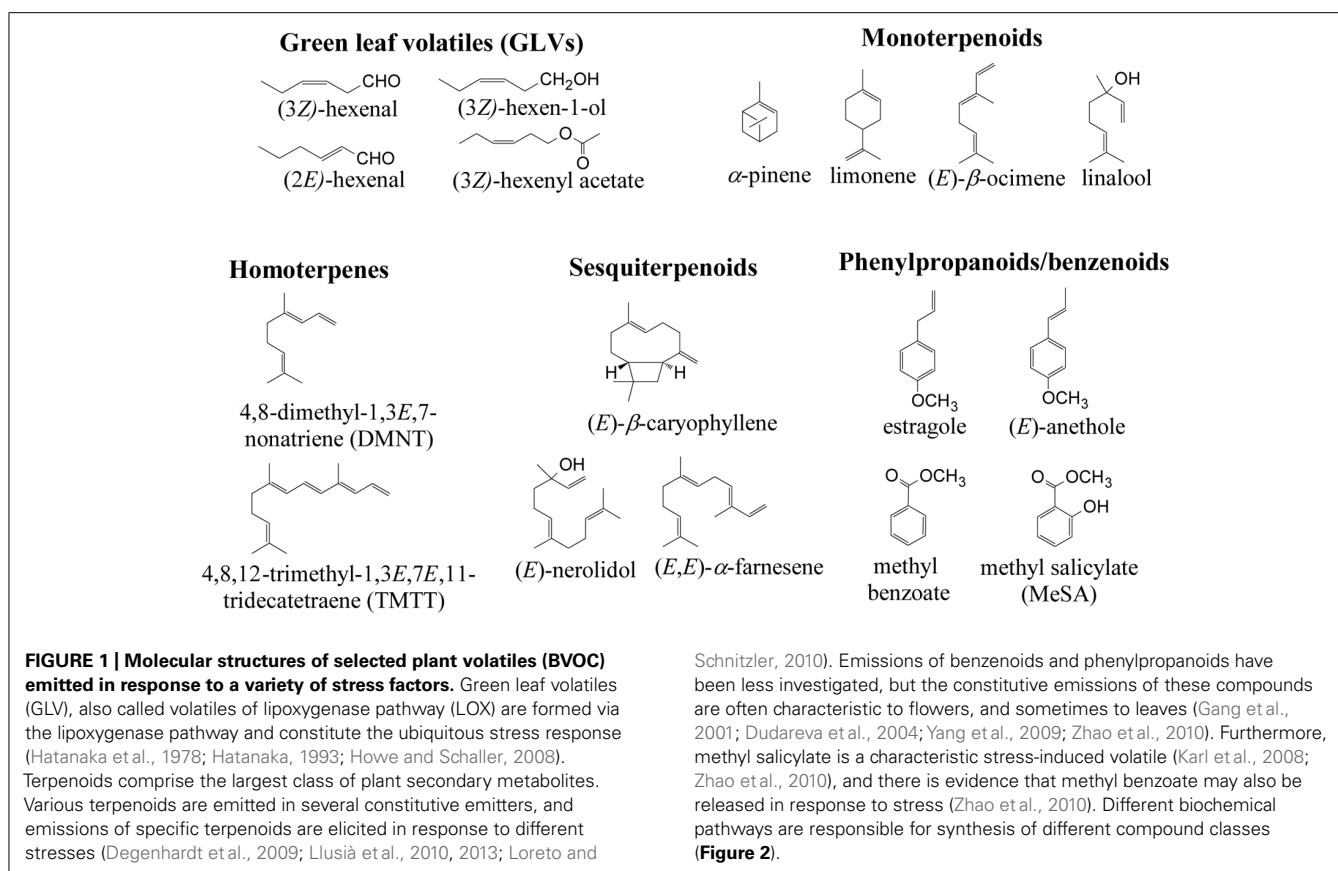 Green leaf volatiles (GLVs)
CHO
(3Z)-hexenal
CH2OH
(3Z)-hexen-1-ol
CHO
(2E)-hexenal
O
O
(3Z)-hexenyl acetate
Monoterpenoids
α-pinene
limonene
(E)-β-ocimene
OH
linalool
Homoterpenes
4,8-dimethyl-1,3E,7-
nonatriene (DMNT)
4,8,12-trimethyl-1,3E,7E,11-
tridecatetraene (TMTT)
Sesquiterpenoids
H
H
(E)-β-caryophyllene
OH
(E)-nerolidol
(E,E)-α-farnesene
Phenylpropanoids/benzenoids
OCH3
estragole
OCH3
(E)-anethole
O
OCH3
methyl
benzoate
O
OCH3
OH
methyl salicylate
(MeSA)
FIGURE 1 | Molecular structures of selected plant volatiles (BVOC)
emitted in response to a variety of stress factors. Green leaf volatiles
(GLV), also called volatiles of lipoxygenase pathway (LOX) are formed via
the lipoxygenase pathway and constitute the ubiquitous stress response
(Hatanaka et al., 1978; Hatanaka, 1993; Howe and Schaller, 2008).
Terpenoids comprise the largest class of plant secondary metabolites.
Various terpenoids are emitted in several constitutive emitters, and
emissions of specific terpenoids are elicited in response to different
stresses (Degenhardt et al., 2009; Llusià et al., 2010, 2013; Loreto and
Schnitzler, 2010). Emissions of benzenoids and phenylpropanoids have
been less investigated, but the constitutive emissions of these compounds
are often characteristic to flowers, and sometimes to leaves (Gang et al.,
2001; Dudareva et al., 2004; Yang et al., 2009; Zhao et al., 2010). Furthermore,
methyl salicylate is a characteristic stress-induced volatile (Karl et al., 2008;
Zhao et al., 2010), and there is evidence that methyl benzoate may also be
released in response to stress (Zhao et al., 2010). Different biochemical
pathways are responsible for synthesis of different compound classes
(Figure 2).